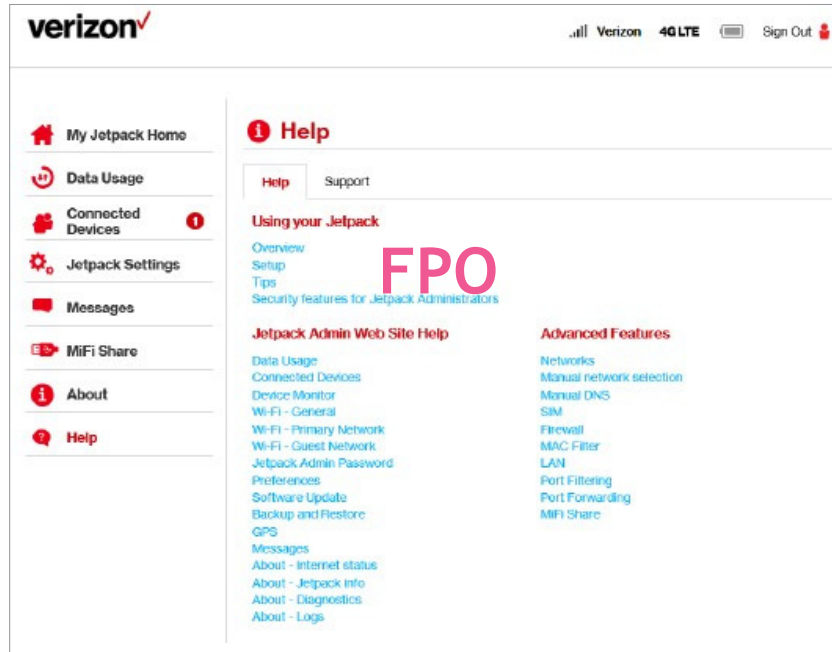 verizon
Verizon 4G LTE Sign Out
My Jetpack Home
Data Usage
Connected
Devices
1
Jetpack Settings
Messages
MiFi Share
About
Help
Help
Help Support
Using your Jetpack
Overview
Setup
Tips
Security features for Jetpack Administrators
FPO
Jetpack Admin Web Site Help
Data Usage
Connected Devices
Device Monitor
Wi-Fi - General
Wi-Fi - Primary Network
Wi-Fi - Guest Network
Jetpack Admin Password
Preferences
Software Update
Backup and Restore
GPS
Messages
About - Internet status
About - Jetpack info
About - Diagnostics
About - Logs
Advanced Features
Networks
Manual network selection
Manual DNS
SIM
Firewall
MAC Filter
LAN
Port Filtering
Port Forwarding
MiFi Share